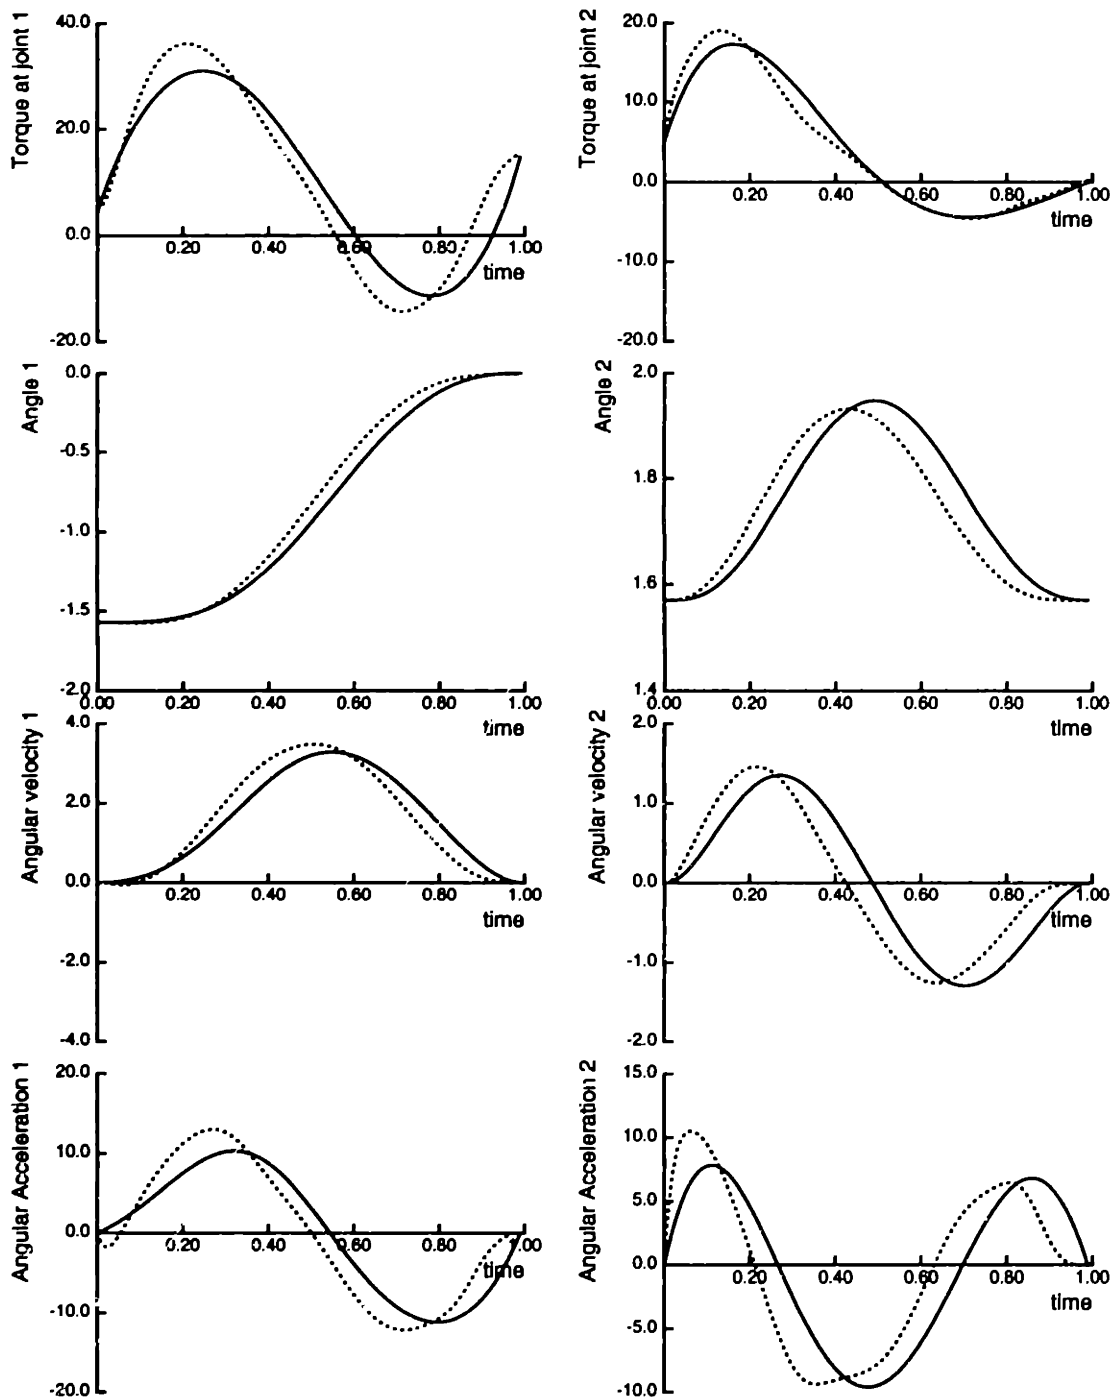 Torque at joint 1
40.0
20.0
0.0
-20.0
0.20 0.40 0.60 0.80 1.00
time
Torque at joint 2
20.0
10.0
0.0
-10.0
-20.0
0.20 0.40 0.60 0.80 1.00
time
Angle 1
0.0
-0.5
-1.0
-1.5
-2.0
0.00 0.20 0.40 0.60 0.80 1.00
time
Angle 2
2.0
1.8
1.6
1.4
0.00 0.20 0.40 0.60 0.80 1.00
time
Angular velocity 1
4.0
2.0
0.0
-2.0
-4.0
0.20 0.40 0.60 0.80 1.00
time
Angular velocity 2
2.0
1.0
0.0
-1.0
-2.0
0.20 0.40 0.60 0.80 1.00
time
Angular Acceleration 1
20.0
10.0
0.0
-10.0
-20.0
0.20 0.40 0.60 0.80 1.00
time
Angular Acceleration 2
15.0
10.0
5.0
0.0
-5.0
-10.0
0.20 0.40 0.60 0.80 1.00
time